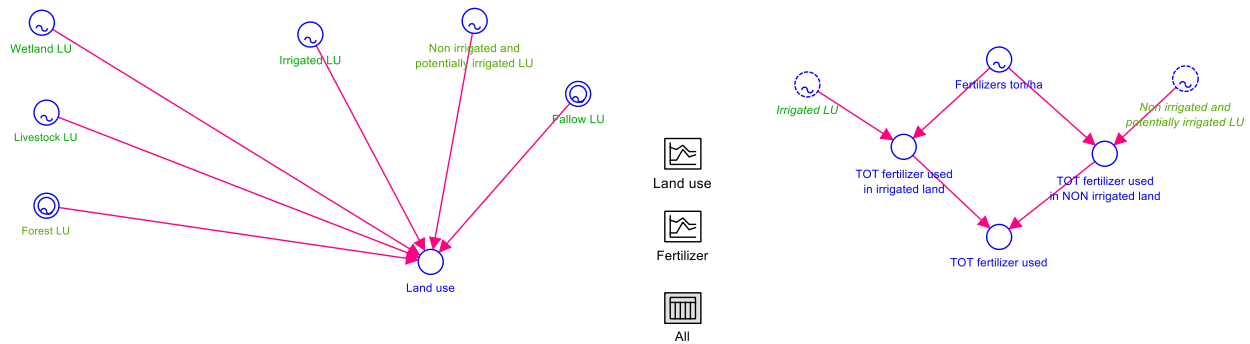 Wetland LU
Irrigated LU
Non irrigated and
potentially irrigated LU
Fallow LU
Livestock LU
Forest LU
Land use
Land use
Fertilizer
All
Irrigated LU
Fertilizers ton/ha
Non irrigated and
potentially irrigated LU
TOT fertilizer used
in irrigated land
TOT fertilizer used
in NON irrigated land
TOT fertilizer used